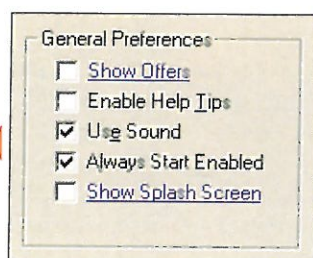 General Preferences
Show Offers
Enable Help Tips
Use Sound
Always Start Enabled
Show Splash Screen